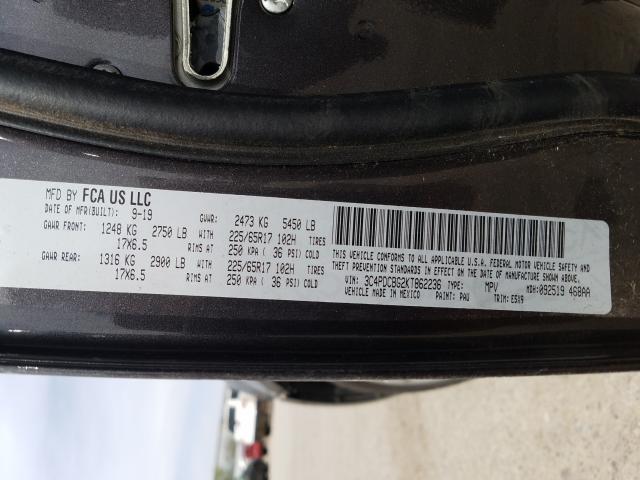 MFD BY FCA US LLC
DATE OF MFR(BUILT): 9-19 GVWR: 2473 KG 5450 LB
GAWR FRONT: 1248 KG 2750 LB WITH 225/65R17 102H TIRES
17X6.5 RIMS AT 250 KPA ( 36 PSI) COLD
GAWR REAR: 1316 KG 2900 LB WITH 225/65R17 102H TIRES
17X6.5 RIMS AT 250 KPA ( 36 PSI) COLD
THIS VEHICLE CONFORMS TO ALL APPLICABLE U.S.A. FEDERAL MOTOR VEHICLE SAFETY AND
THEFT PREVENTION STANDARDS IN EFFECT ON THE DATE OF MANUFACTURE SHOWN ABOVE.
VIN: 3C4PDCBG2KT862236 TYPE: MPV MDH:092519 468AA
VEHICLE MADE IN MEXICO PAINT: PAU TRIM: E5X9